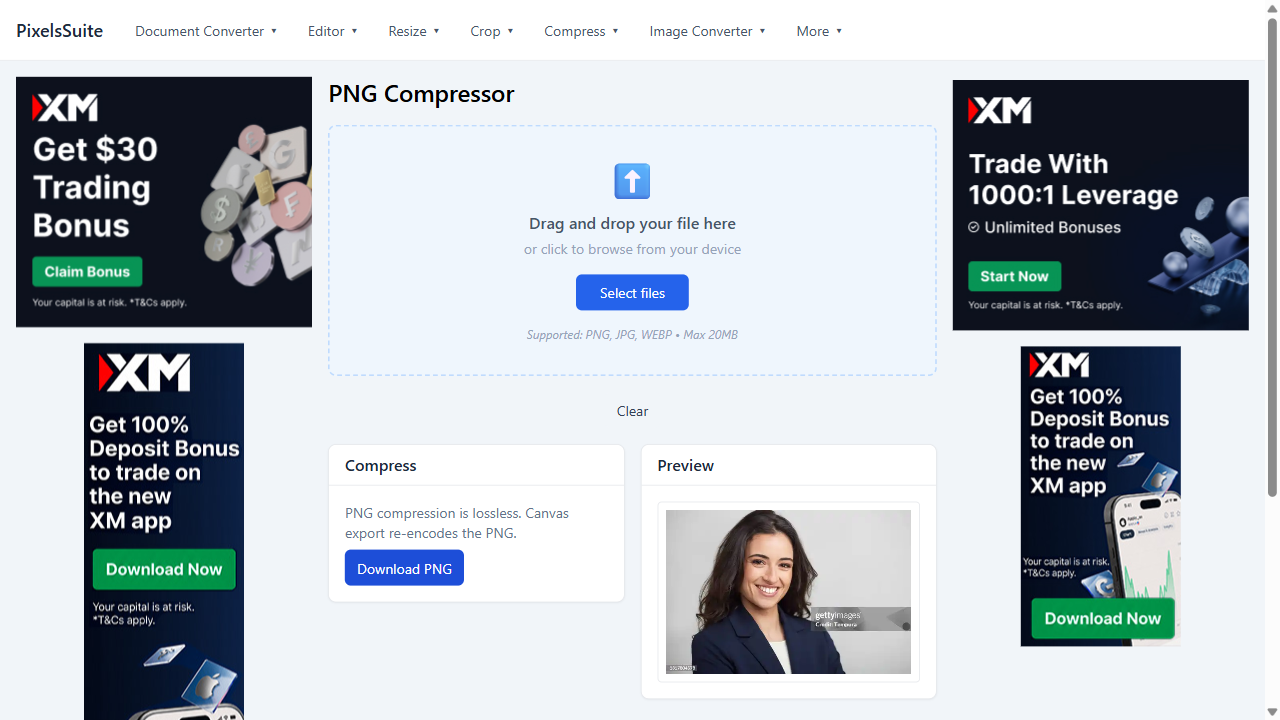 PixelsSuite
Document Converter ▼
Editor ▼
Resize ▼
Crop ▼
Compress ▼
Image Converter ▼
More ▼
XM
Get $30
Trading
Bonus
Claim Bonus
Your capital is at risk. *T&Cs apply.
XM
Get 100%
Deposit Bonus
to trade on
the new
XM app
Download Now
Your capital is at risk.
*T&Cs apply.
PNG Compressor
Drag and drop your file here
or click to browse from your device
Select files
Supported: PNG, JPG, WEBP • Max 20MB
Clear
Compress
PNG compression is lossless. Canvas
export re-encodes the PNG.
Download PNG
Preview
gettyimages
Credit: Tempura
XM
Trade With
1000:1 Leverage
Unlimited Bonuses
Start Now
Your capital is at risk. *T&Cs apply.
XM
Get 100%
Deposit Bonus
to trade on
the new
XM app
Your capital is at risk.
*T&Cs apply.
Download Now